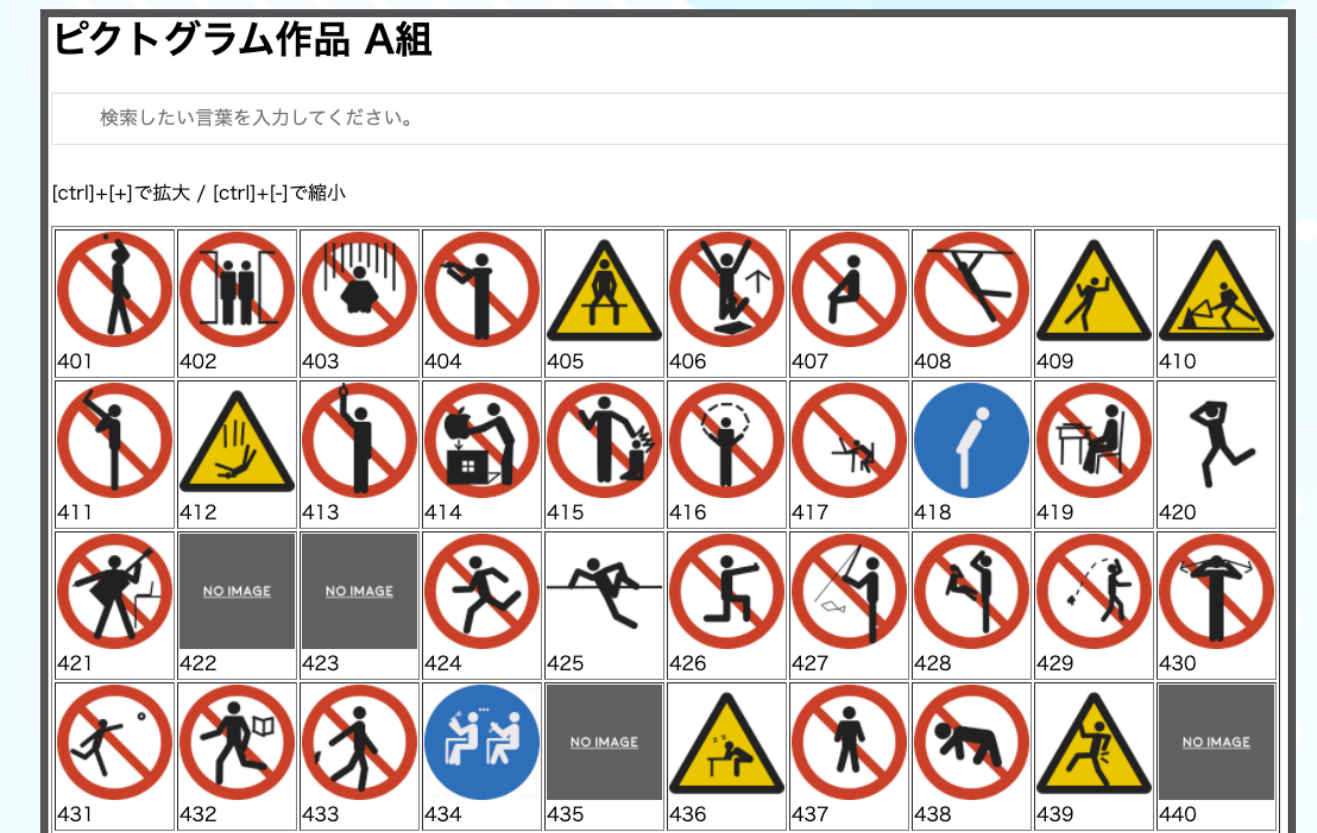 ピクトグラム作品 A組
検索したい言葉を入力してください。
[ctrl]+[+]で拡大 / [ctrl]+[-]で縮小
401 402 403 404 405 406 407 408 409 410
411 412 413 414 415 416 417 418 419 420
NO IMAGE NO IMAGE
421 422 423 424 425 426 427 428 429 430
z z
NO IMAGE NO IMAGE
431 432 433 434 435 436 437 438 439 440